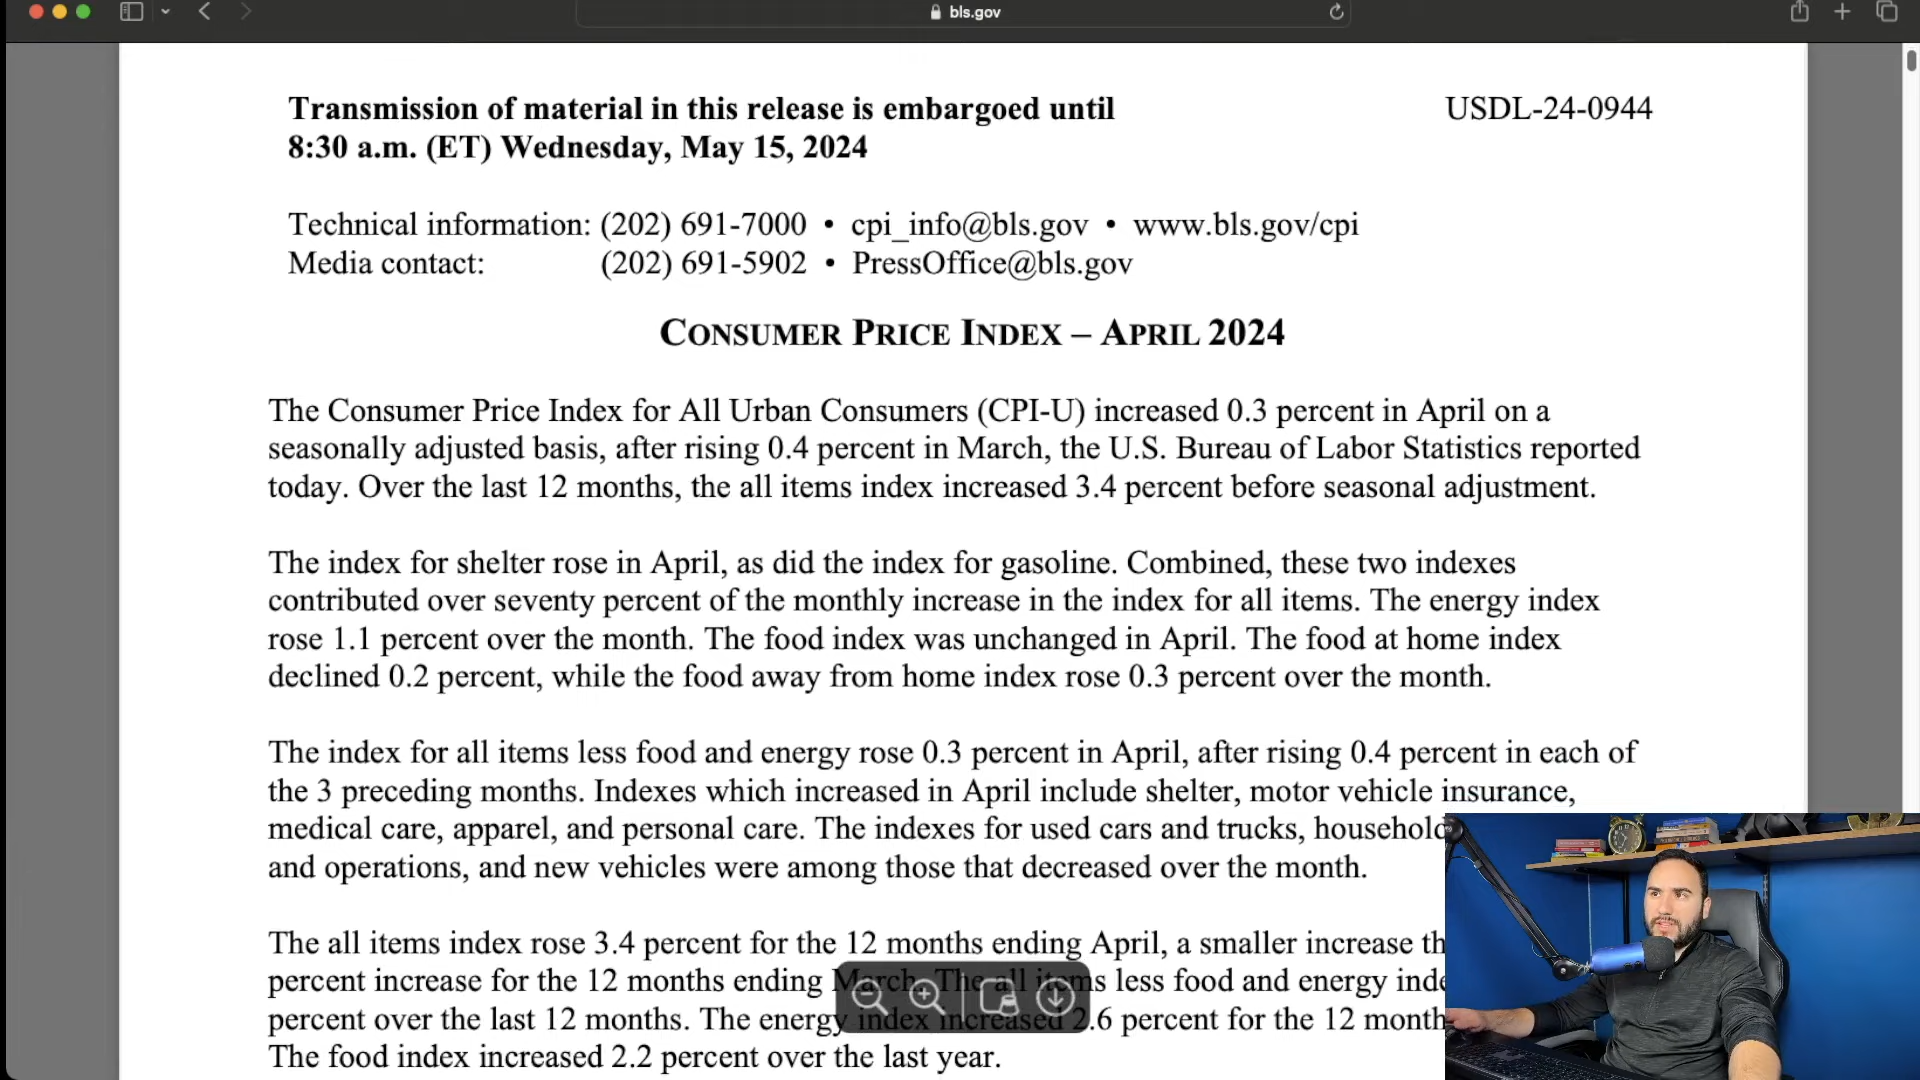 bls.gov
Transmission of material in this release is embargoed until
USDL-24-0944
8:30 a.m. (ET) Wednesday, May 15, 2024
Technical information: (202) 691-7000 • cpi_info@bls.gov • www.bls.gov/cpi
Media contact: (202) 691-5902 • PressOffice@bls.gov
CONSUMER PRICE INDEX – APRIL 2024
The Consumer Price Index for All Urban Consumers (CPI-U) increased 0.3 percent in April on a
seasonally adjusted basis, after rising 0.4 percent in March, the U.S. Bureau of Labor Statistics reported
today. Over the last 12 months, the all items index increased 3.4 percent before seasonal adjustment.
The index for shelter rose in April, as did the index for gasoline. Combined, these two indexes
contributed over seventy percent of the monthly increase in the index for all items. The energy index
rose 1.1 percent over the month. The food index was unchanged in April. The food at home index
declined 0.2 percent, while the food away from home index rose 0.3 percent over the month.
The index for all items less food and energy rose 0.3 percent in April, after rising 0.4 percent in each of
the 3 preceding months. Indexes which increased in April include shelter, motor vehicle insurance,
medical care, apparel, and personal care. The indexes for used cars and trucks, household
and operations, and new vehicles were among those that decreased over the month.
The all items index rose 3.4 percent for the 12 months ending April, a smaller increase th
percent increase for the 12 months ending March. The all items less food and energy inde
percent over the last 12 months. The energy index increased 2.6 percent for the 12 month
The food index increased 2.2 percent over the last year.